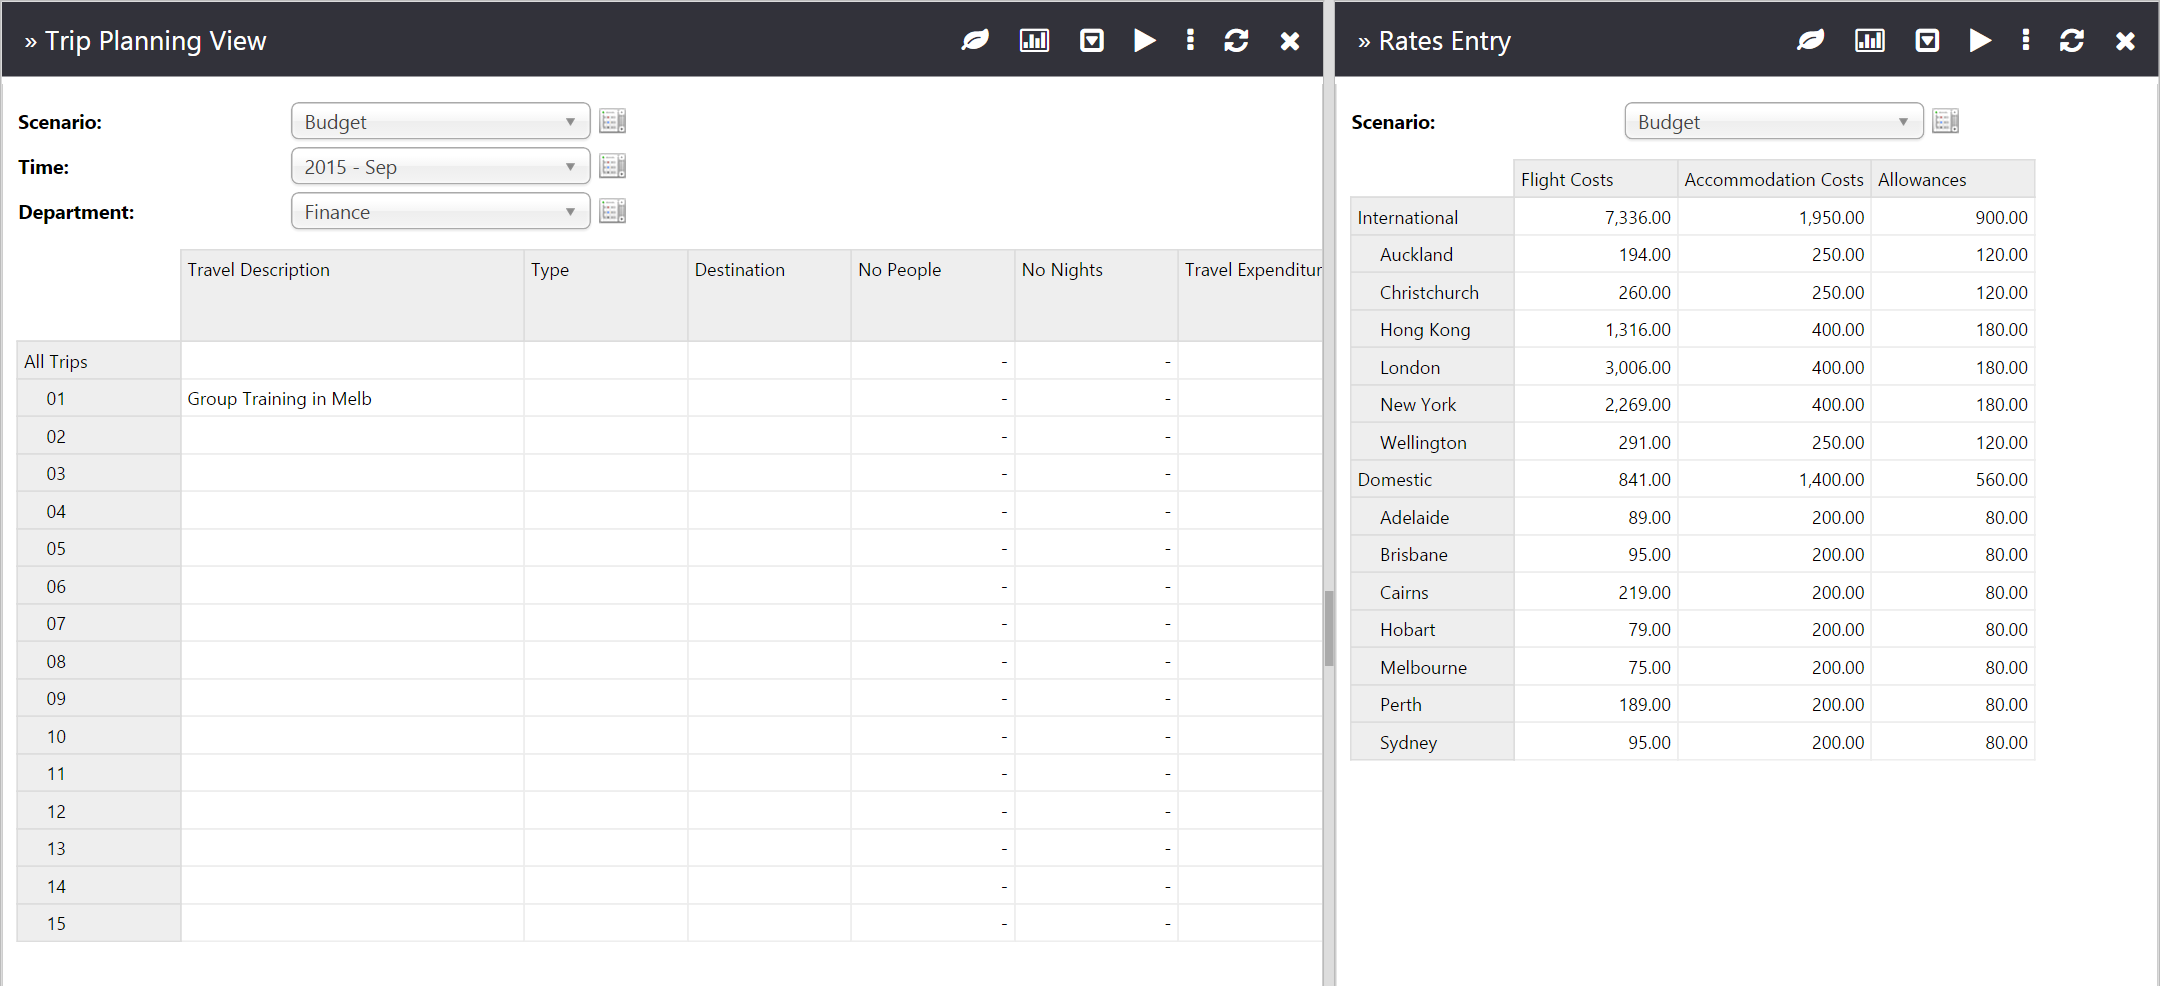 » Trip Planning View
Scenario: Budget
Time: 2015 - Sep
Department: Finance
Travel Description Type Destination No People No Nights Travel Expenditur
All Trips - -
01 Group Training in Melb - -
02 - -
03 - -
04 - -
05 - -
06 - -
07 - -
08 - -
09 - -
10 - -
11 - -
12 - -
13 - -
14 - -
15 - -
» Rates Entry
Scenario: Budget
Flight Costs Accommodation Costs Allowances
International 7,336.00 1,950.00 900.00
Auckland 194.00 250.00 120.00
Christchurch 260.00 250.00 120.00
Hong Kong 1,316.00 400.00 180.00
London 3,006.00 400.00 180.00
New York 2,269.00 400.00 180.00
Wellington 291.00 250.00 120.00
Domestic 841.00 1,400.00 560.00
Adelaide 89.00 200.00 80.00
Brisbane 95.00 200.00 80.00
Cairns 219.00 200.00 80.00
Hobart 79.00 200.00 80.00
Melbourne 75.00 200.00 80.00
Perth 189.00 200.00 80.00
Sydney 95.00 200.00 80.00